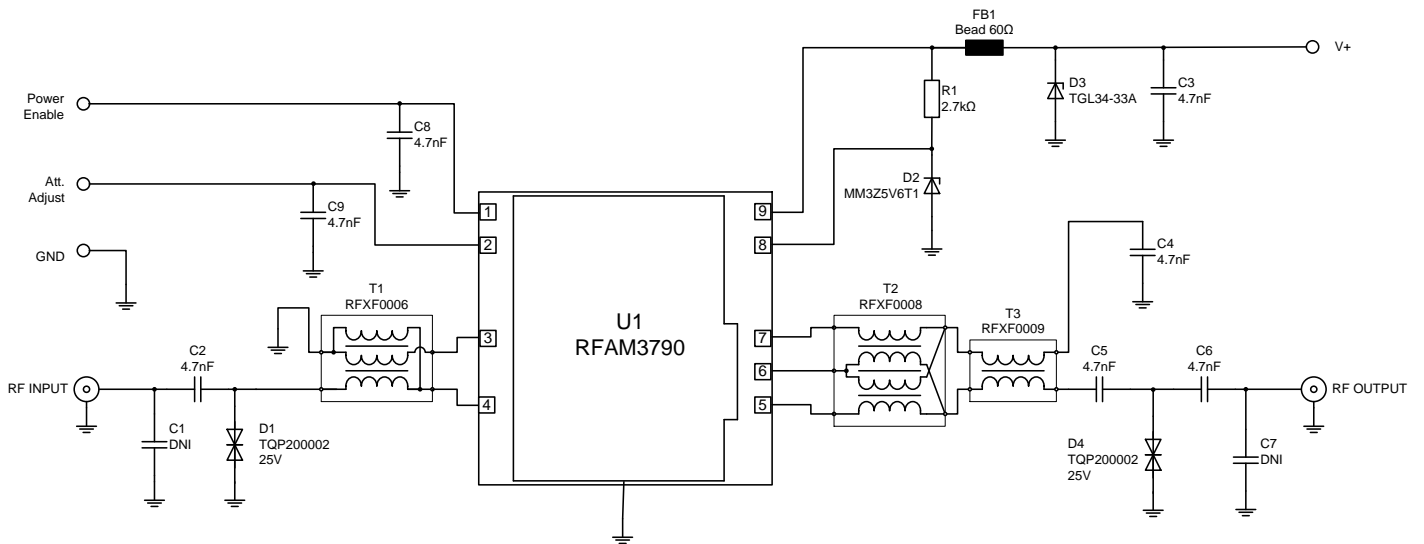 FB1
Bead 60Ω
V+
D3
TGL34-33A
C3
4.7nF
R1
2.7kΩ
Power
Enable
C8
4.7nF
D2
MM3Z5V6T1
Att.
Adjust
C9
4.7nF
1
2
9
8
GND
C4
4.7nF
T1
RFXF0006
T2
RFXF0008
T3
RFXF0009
U1
RFAM3790
3
4
7
6
5
C2
4.7nF
C5
4.7nF
C6
4.7nF
RF INPUT
RF OUTPUT
C1
DNI
D1
TQP200002
25V
D4
TQP200002
25V
C7
DNI